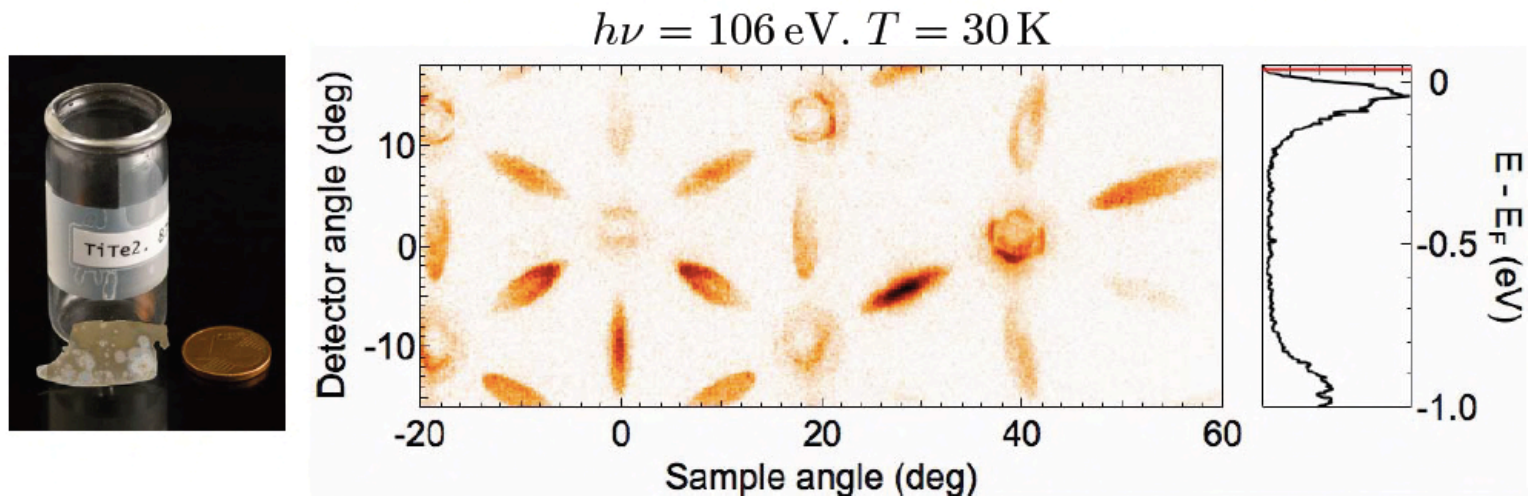 hν = 106 eV. T = 30 K
TiTe2.
Detector angle (deg)
10
0
-10
-20
0
20
40
60
Sample angle (deg)
0
-0.5
-1.0
E - E_F (eV)